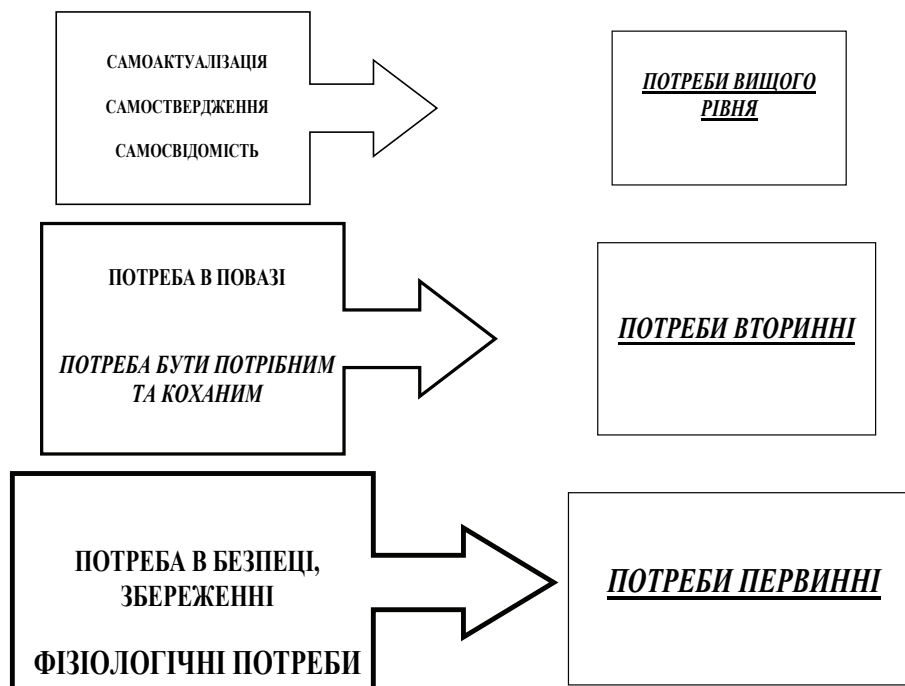 САМОАКТУАЛІЗАЦІЯ
САМОСТВЕРДЖЕННЯ
САМОСВІДОМІСТЬ
ПОТРЕБИ ВИЩОГО
РІВНЯ
ПОТРЕБА В ПОВАЗІ
ПОТРЕБА БУТИ ПОТРІБНИМ
ТА КОХАНИМ
ПОТРЕБИ ВТОРИННІ
ПОТРЕБА В БЕЗПЕЦІ,
ЗБЕРЕЖЕННІ
ФІЗІОЛОГІЧНІ ПОТРЕБИ
ПОТРЕБИ ПЕРВИННІ